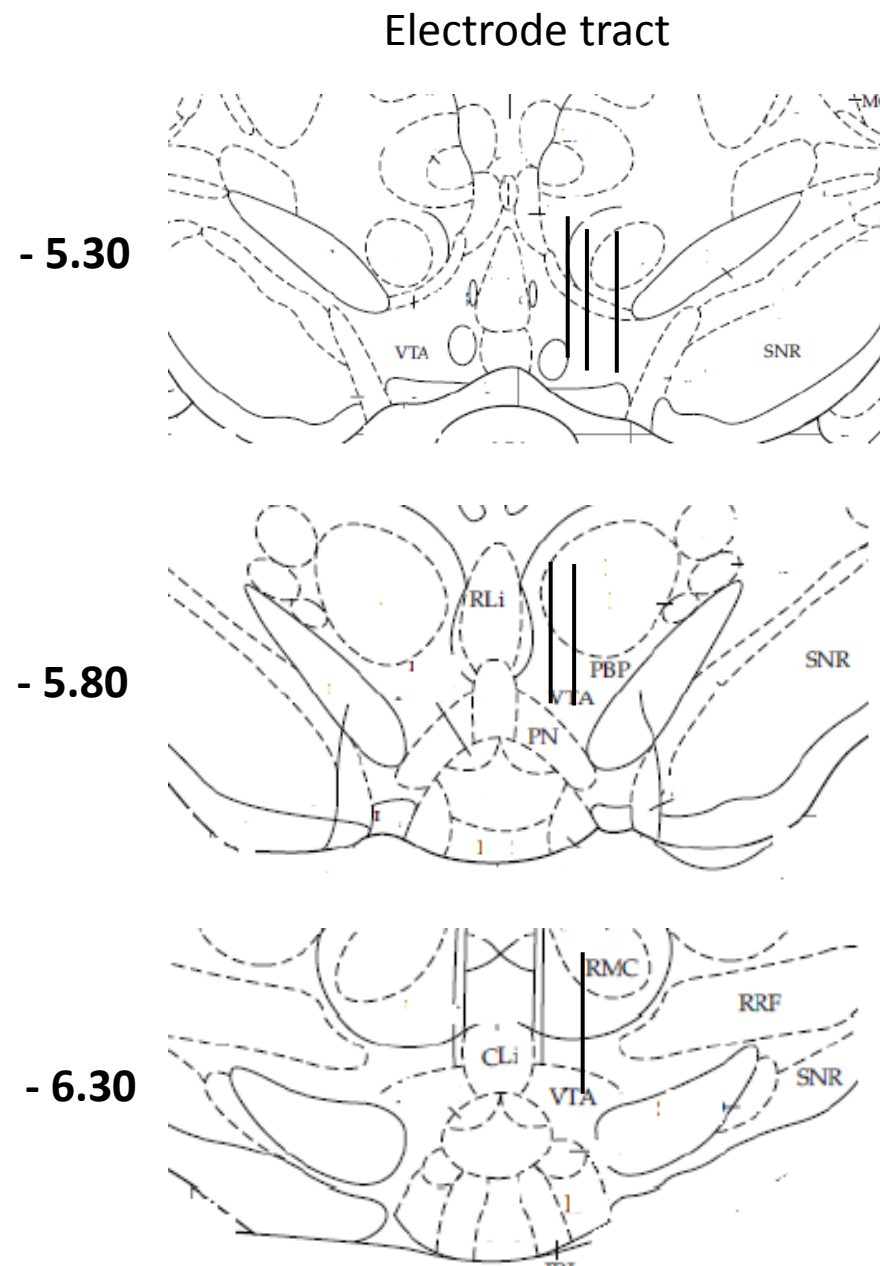 Electrode tract
- 5.30
VTA
SNR
- 5.80
RLi
PBP
SNR
VTA
PN
- 6.30
RMC
RRF
CLi
SNR
VTA